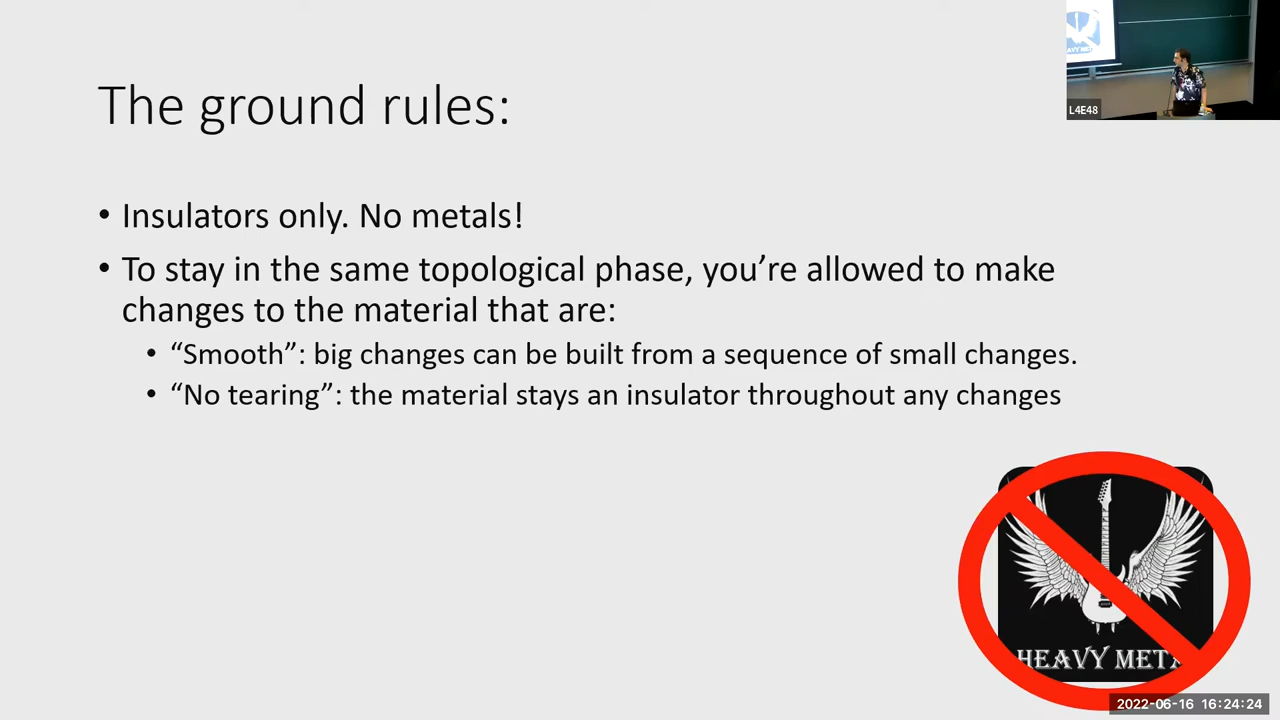 The ground rules:
• Insulators only. No metals!
• To stay in the same topological phase, you’re allowed to make
changes to the material that are:
• “Smooth”: big changes can be built from a sequence of small changes.
• “No tearing”: the material stays an insulator throughout any changes
L4E48
HEAVY META
2022-06-16 16:24:24